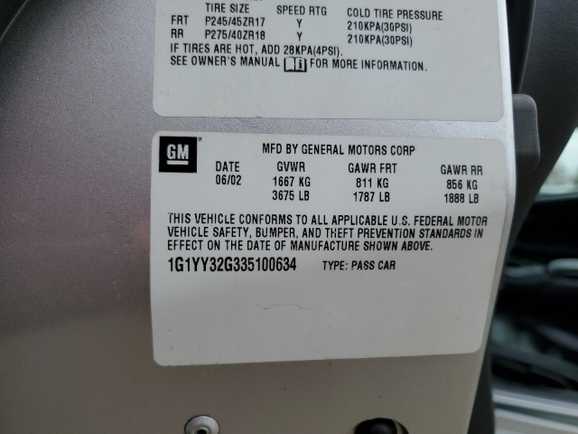 TIRE SIZE SPEED RTG COLD TIRE PRESSURE
FRT P245/45ZR17 Y 210KPA(30PSI)
RR P275/40ZR18 Y 210KPA(30PSI)
IF TIRES ARE HOT, ADD 28KPA(4PSI).
SEE OWNER'S MANUAL FOR MORE INFORMATION.
GM MFD BY GENERAL MOTORS CORP
DATE GVWR GAWR FRT GAWR RR
06/02 1667 KG 811 KG 856 KG
3675 LB 1787 LB 1888 LB
THIS VEHICLE CONFORMS TO ALL APPLICABLE U.S. FEDERAL MOTOR
VEHICLE SAFETY, BUMPER, AND THEFT PREVENTION STANDARDS IN
EFFECT ON THE DATE OF MANUFACTURE SHOWN ABOVE.
1G1YY32G335100634 TYPE: PASS CAR